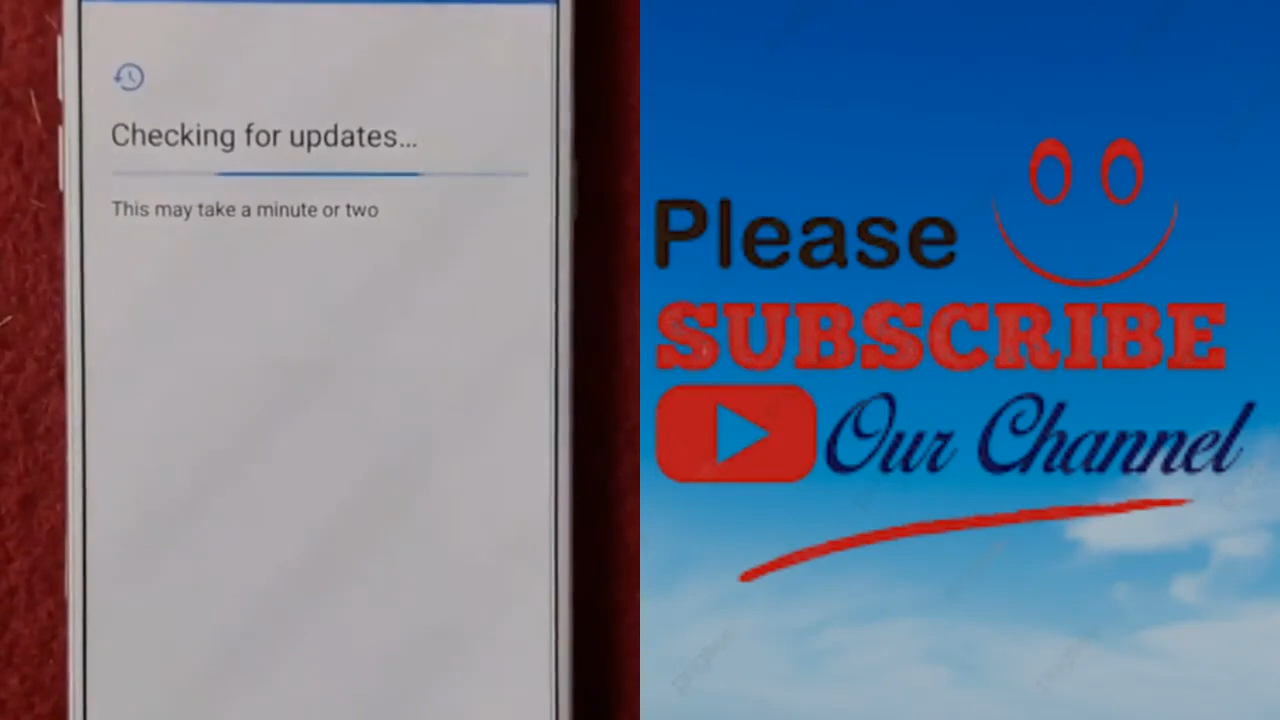 Checking for updates...
This may take a minute or two
Please
SUBSCRIBE
Our Channel